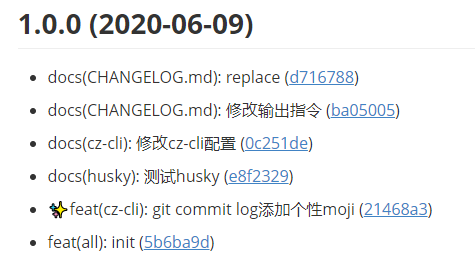 1.0.0 (2020-06-09)
docs(CHANGELOG.md): replace (d716788)
docs(CHANGELOG.md): 修改输出指令 (ba05005)
docs(cz-cli): 修改cz-cli配置 (0c251de)
docs(husky): 测试husky (e8f2329)
✨feat(cz-cli): git commit log添加个性moji (21468a3)
feat(all): init (5b6ba9d)